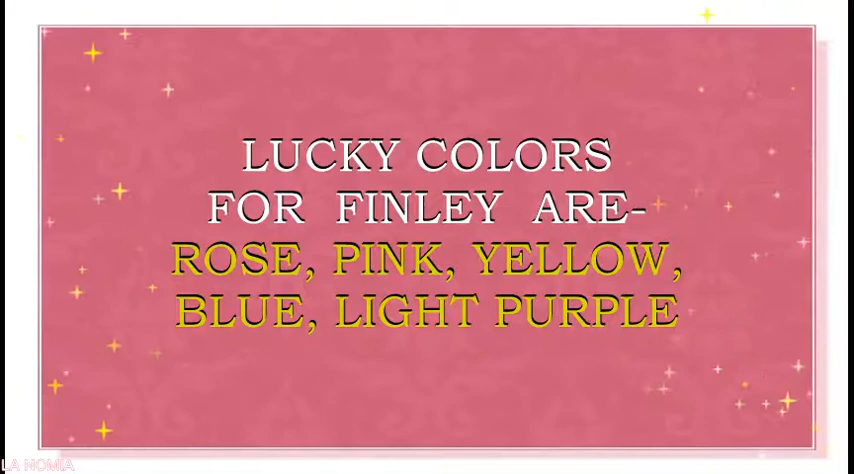 LUCKY COLORS
FOR FINLEY ARE-
ROSE, PINK, YELLOW,
BLUE, LIGHT PURPLE
LA NOMIA